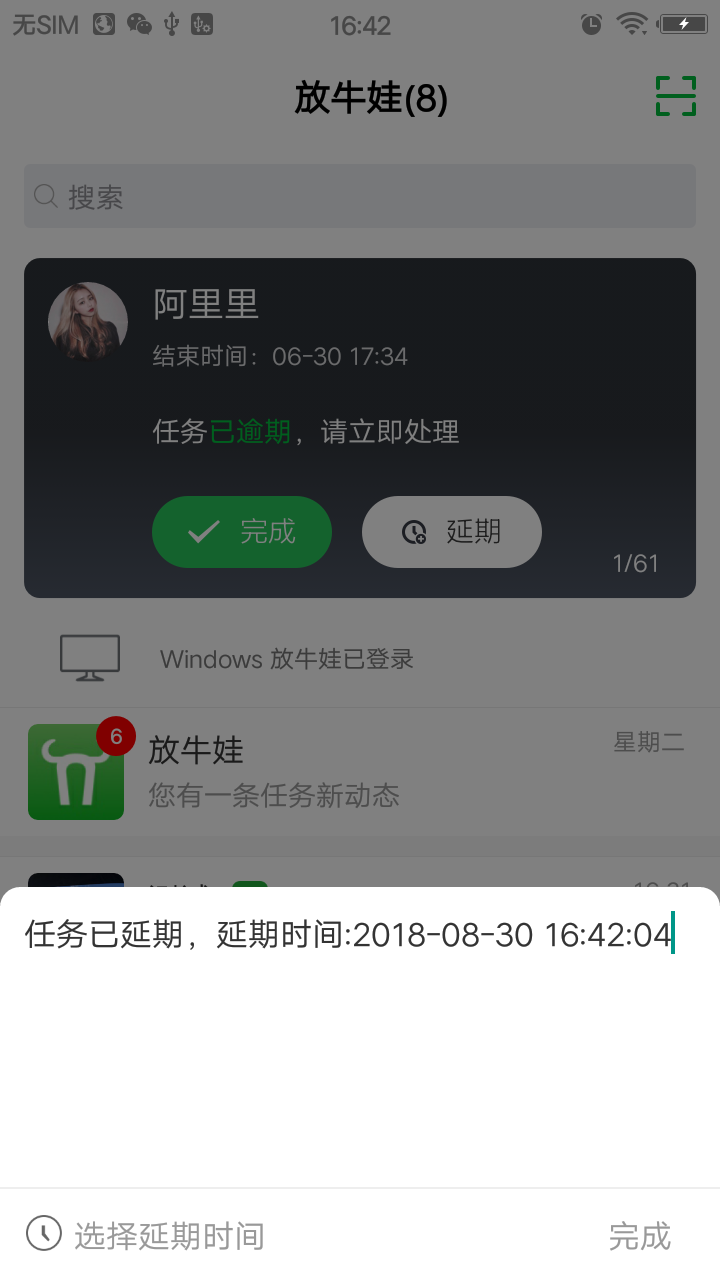 无SIM 16:42
放牛娃(8)
搜索
阿里里
结束时间：06-30 17:34
任务已逾期，请立即处理
完成 延期
1/61
Windows 放牛娃已登录
6
放牛娃 星期二
您有一条任务新动态
任务已延期，延期时间:2018-08-30 16:42:04
选择延期时间 完成